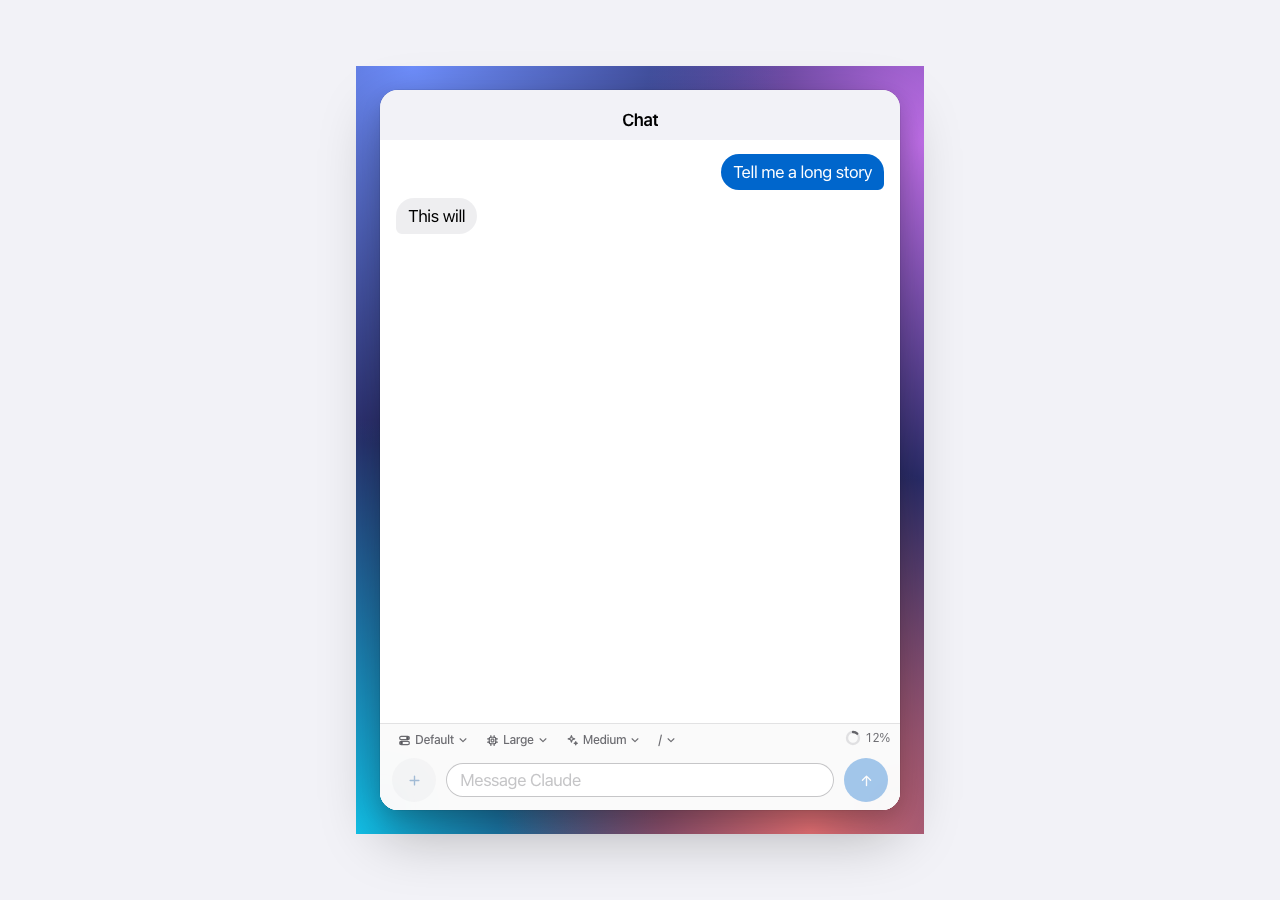 Chat
Tell me a long story
This will
Default Large Medium / 12%
Message Claude